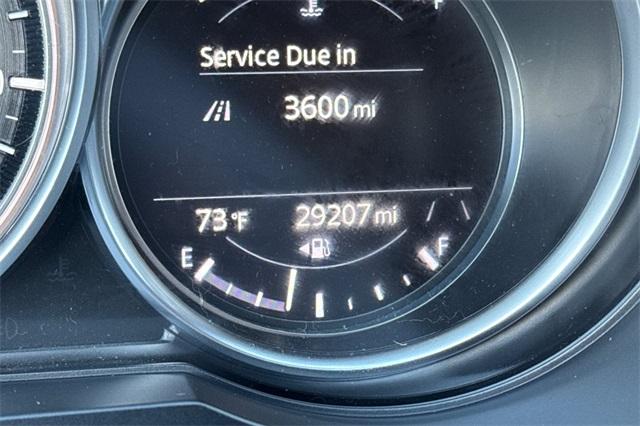 F
Service Due in
3600 mi
73°F 29207 mi
E F